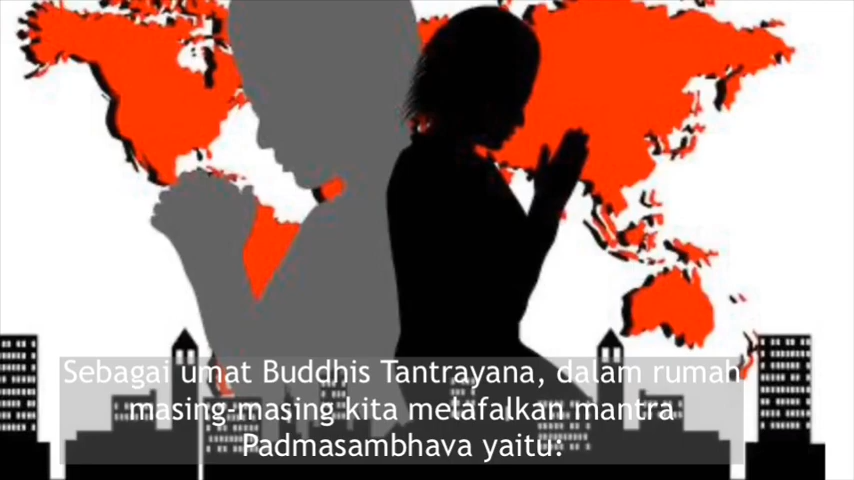 Sebagai umat Buddhis Tantrayana, dalam rumah
masing-masing kita melafalkan mantra
Padmasambhava yaitu: